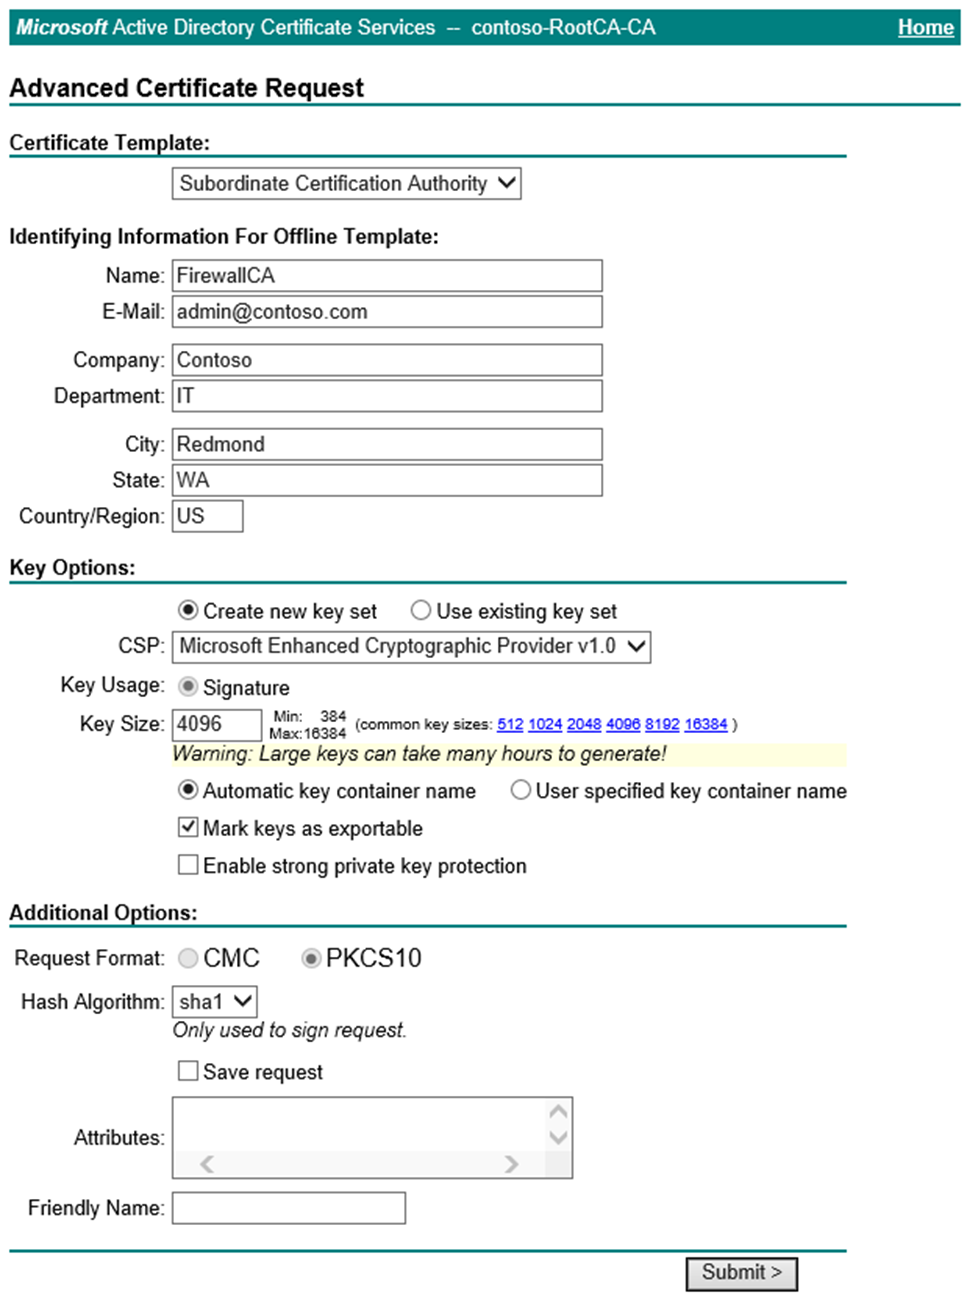 Microsoft Active Directory Certificate Services -- contoso-RootCA-CA Home
Advanced Certificate Request
Certificate Template:
Subordinate Certification Authority
Identifying Information For Offline Template:
Name: FirewallCA
E-Mail: admin@contoso.com
Company: Contoso
Department: IT
City: Redmond
State: WA
Country/Region: US
Key Options:
Create new key set Use existing key set
CSP: Microsoft Enhanced Cryptographic Provider v1.0
Key Usage: Signature
Key Size: 4096 Min: 384 Max:16384 (common key sizes: 512 1024 2048 4096 8192 16384 )
Warning: Large keys can take many hours to generate!
Automatic key container name User specified key container name
Mark keys as exportable
Enable strong private key protection
Additional Options:
Request Format: CMC PKCS10
Hash Algorithm: sha1
Only used to sign request.
Save request
Attributes:
Friendly Name:
Submit >